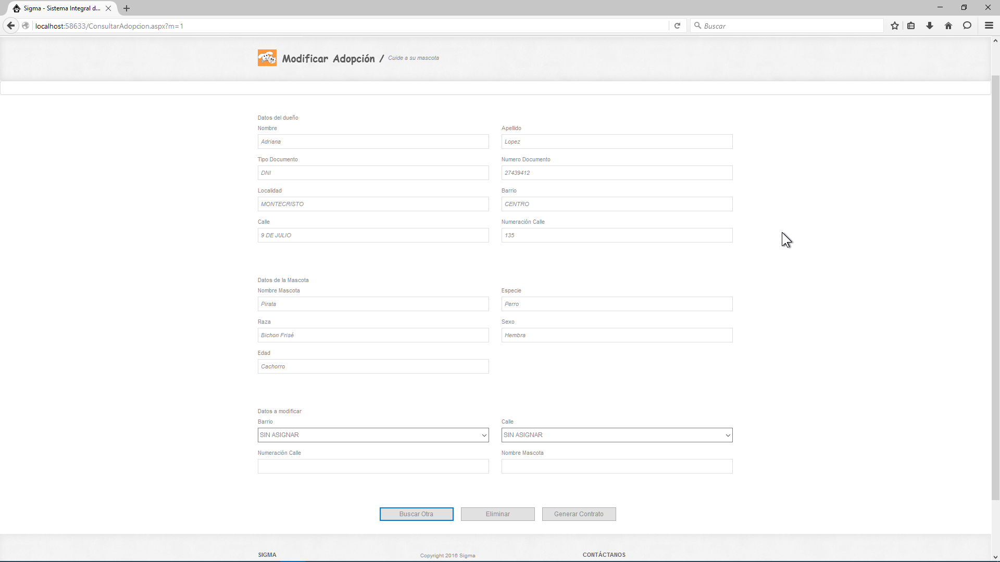 Sigma - Sistema Integral d...
localhost:58633/ConsultarAdopcion.aspx?m=1
Buscar
Modificar Adopción / Cuide a su mascota
Datos del dueño
Nombre Apellido
Adriana Lopez
Tipo Documento Numero Documento
DNI 27439412
Localidad Barrio
MONTECRISTO CENTRO
Calle Numeración Calle
9 DE JULIO 135
Datos de la Mascota
Nombre Mascota Especie
Pirata Perro
Raza Sexo
Bichon Frisé Hembra
Edad
Cachorro
Datos a modificar
Barrio Calle
SIN ASIGNAR SIN ASIGNAR
Numeración Calle Nombre Mascota
Buscar Otra Eliminar Generar Contrato
SIGMA Copyright 2016 Sigma CONTÁCTANOS